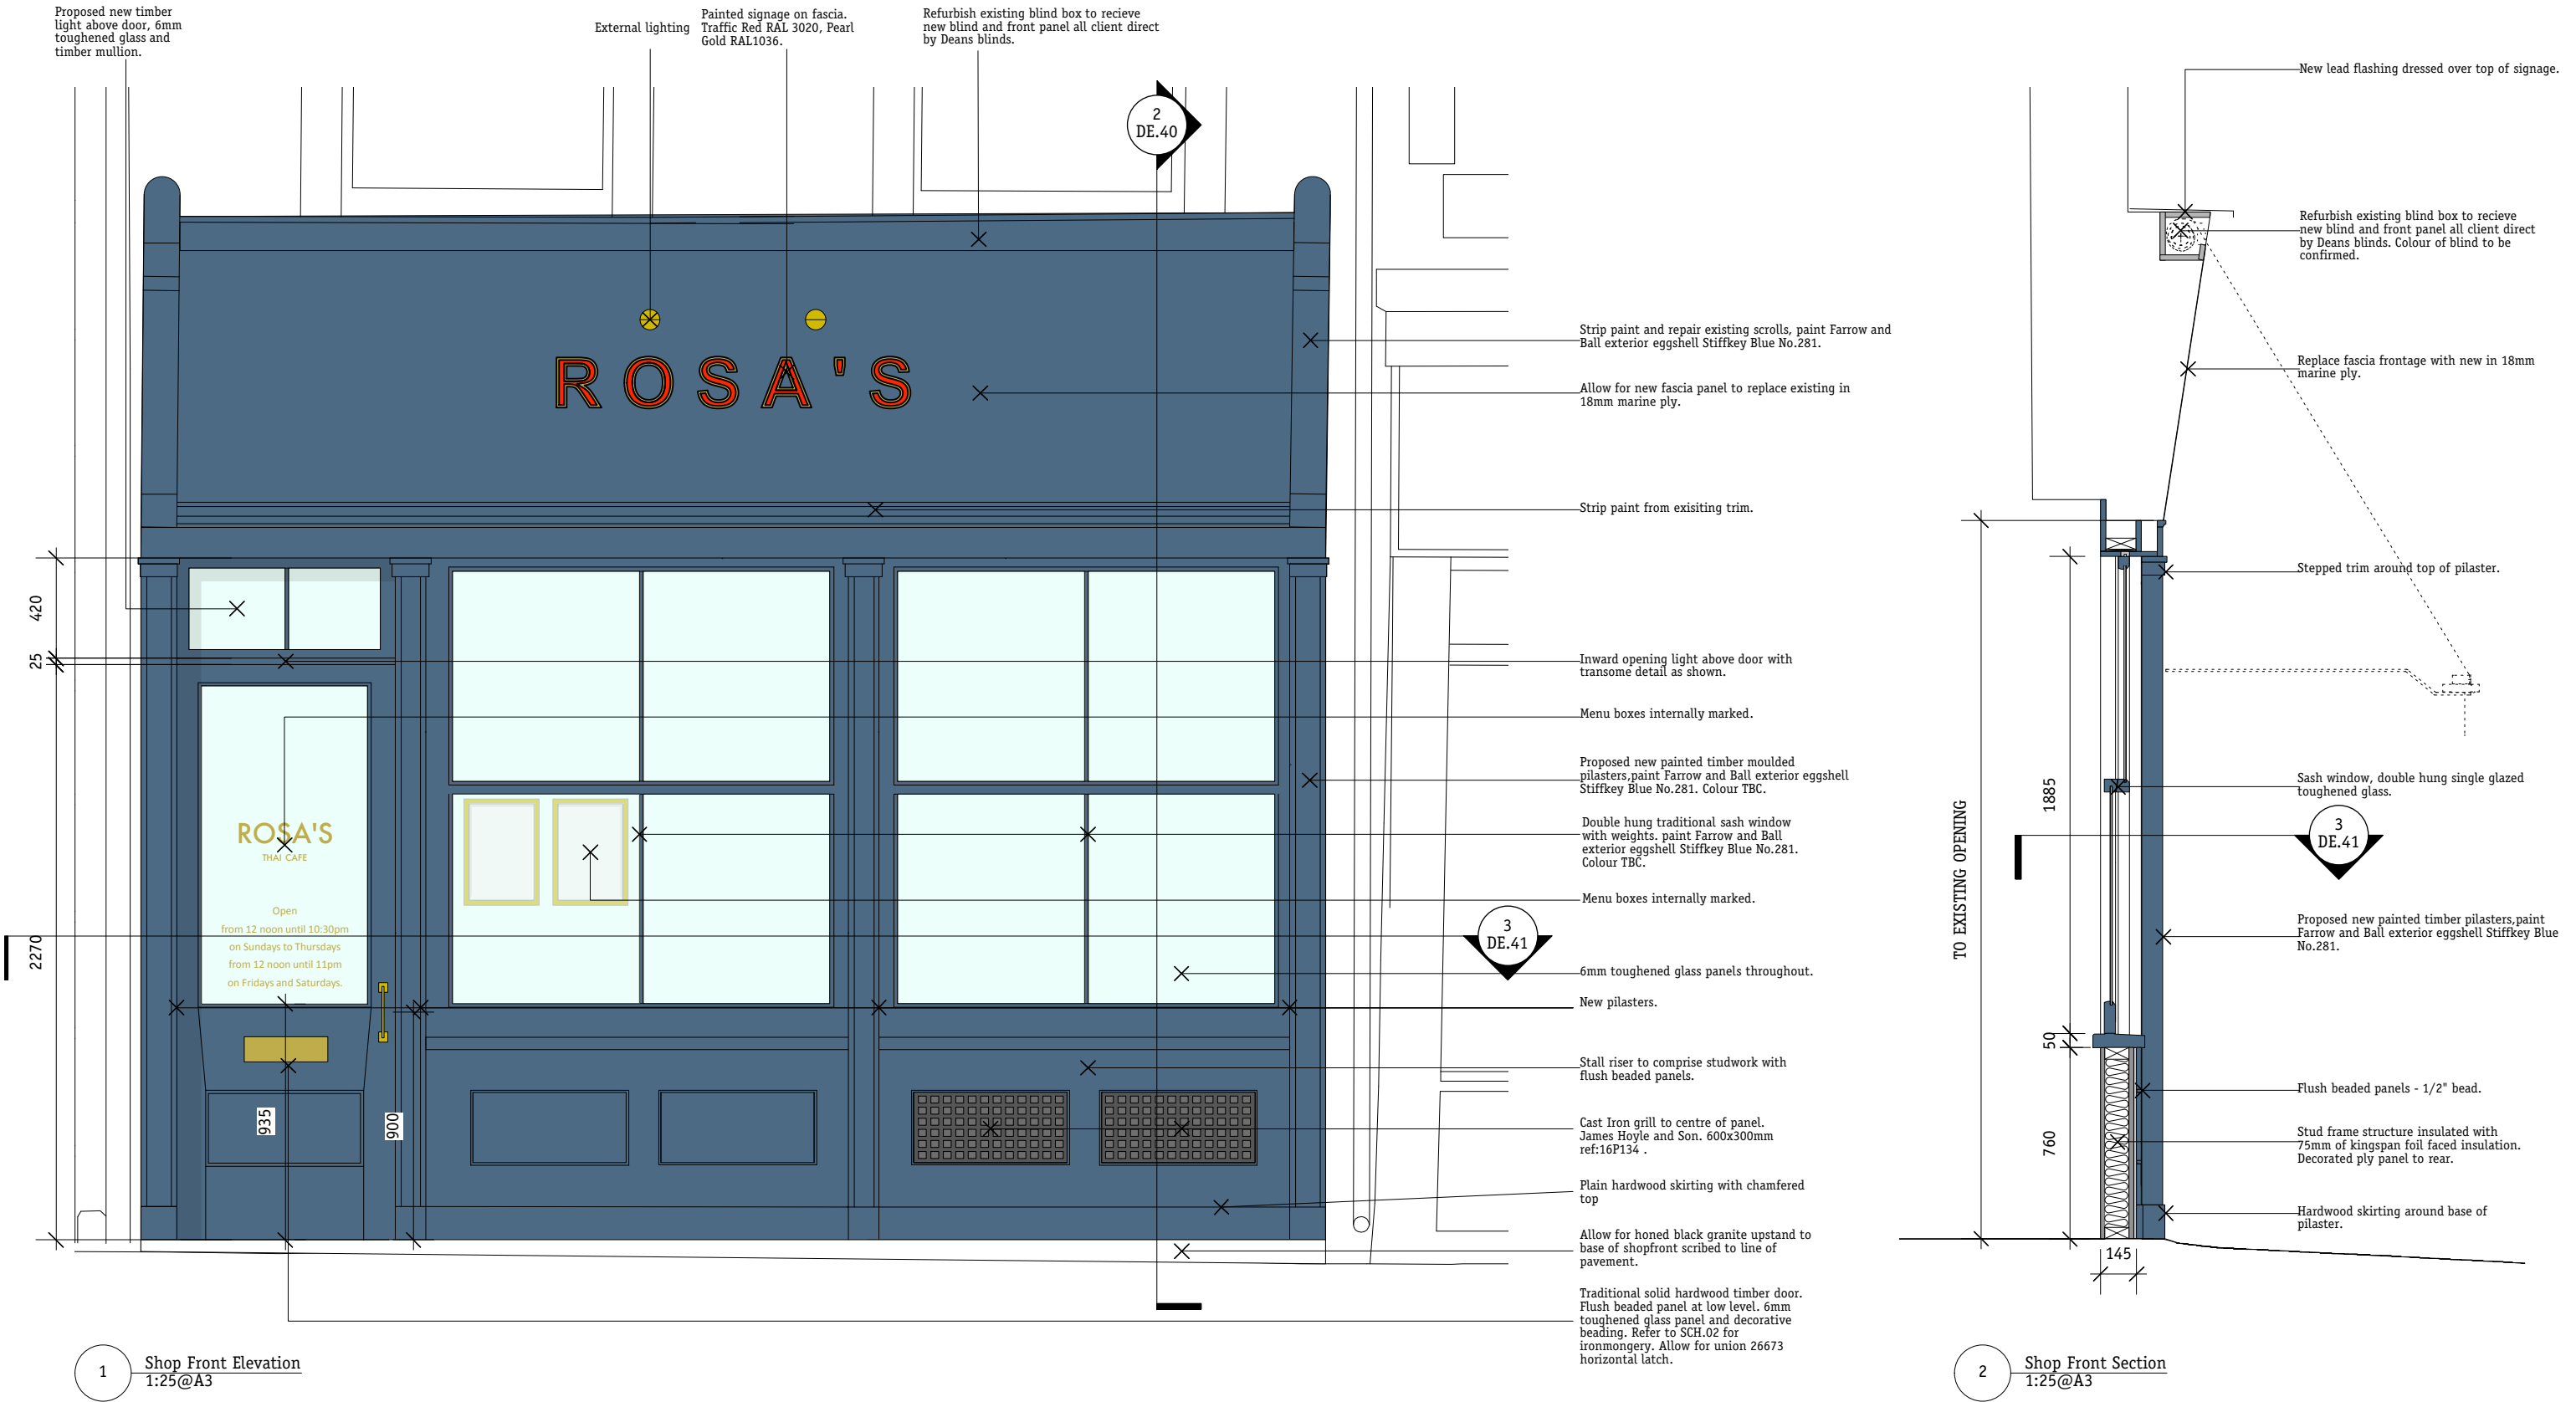 Proposed new timber
light above door, 6mm
toughened glass and
timber mullion.
External lighting
Painted signage on fascia.
Traffic Red RAL 3020, Pearl
Gold RAL1036.
Refurbish existing blind box to recieve
new blind and front panel all client direct
by Deans blinds.
2
DE.40
ROSA'S
Strip paint and repair existing scrolls, paint Farrow and
Ball exterior eggshell Stiffkey Blue No.281.
Allow for new fascia panel to replace existing in
18mm marine ply.
Strip paint from exisiting trim.
Inward opening light above door with
transome detail as shown.
Menu boxes internally marked.
Proposed new painted timber moulded
pilasters,paint Farrow and Ball exterior eggshell
Stiffkey Blue No.281. Colour TBC.
Double hung traditional sash window
with weights. paint Farrow and Ball
exterior eggshell Stiffkey Blue No.281.
Colour TBC.
Menu boxes internally marked.
3
DE.41
6mm toughened glass panels throughout.
New pilasters.
Stall riser to comprise studwork with
flush beaded panels.
Cast Iron grill to centre of panel.
James Hoyle and Son. 600x300mm
ref:16P134 .
Plain hardwood skirting with chamfered
top
Allow for honed black granite upstand to
base of shopfront scribed to line of
pavement.
Traditional solid hardwood timber door.
Flush beaded panel at low level. 6mm
toughened glass panel and decorative
beading. Refer to SCH.02 for
ironmongery. Allow for union 26673
horizontal latch.
420
25
2270
ROSA'S
THAI CAFE
Open
from 12 noon until 10:30pm
on Sundays to Thursdays
from 12 noon until 11pm
on Fridays and Saturdays.
935
900
1
Shop Front Elevation
1:25@A3
New lead flashing dressed over top of signage.
Refurbish existing blind box to recieve
new blind and front panel all client direct
by Deans blinds. Colour of blind to be
confirmed.
Replace fascia frontage with new in 18mm
marine ply.
Stepped trim around top of pilaster.
Sash window, double hung single glazed
toughened glass.
3
DE.41
Proposed new painted timber pilasters,paint
Farrow and Ball exterior eggshell Stiffkey Blue
No.281.
Flush beaded panels - 1/2" bead.
Stud frame structure insulated with
75mm of kingspan foil faced insulation.
Decorated ply panel to rear.
Hardwood skirting around base of
pilaster.
TO EXISTING OPENING
1885
50
760
145
2
Shop Front Section
1:25@A3